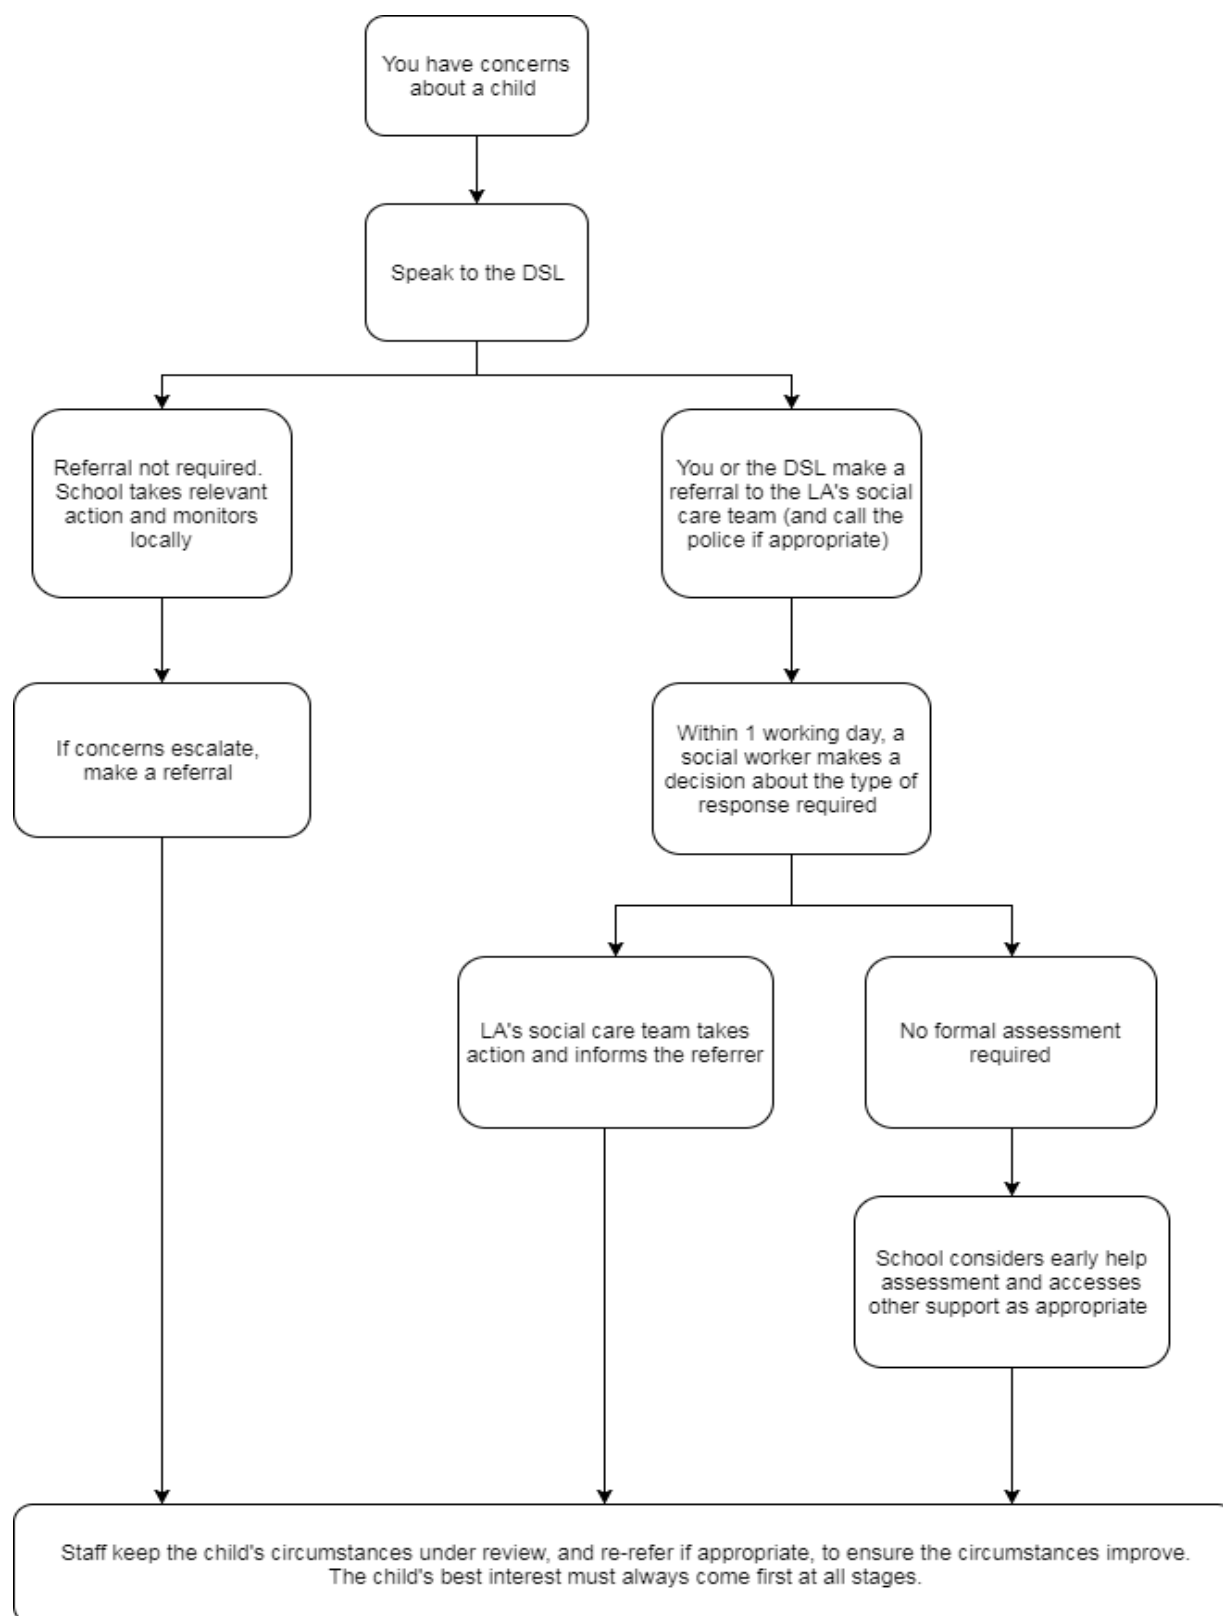 You have concerns
about a child
Speak to the DSL
Referral not required.
School takes relevant
action and monitors
locally
You or the DSL make a
referral to the LA's social
care team (and call the
police if appropriate)
If concerns escalate,
make a referral
Within 1 working day, a
social worker makes a
decision about the type of
response required
LA's social care team takes
action and informs the referrer
No formal assessment
required
School considers early help
assessment and accesses
other support as appropriate
Staff keep the child's circumstances under review, and re-refer if appropriate, to ensure the circumstances improve.
The child's best interest must always come first at all stages.